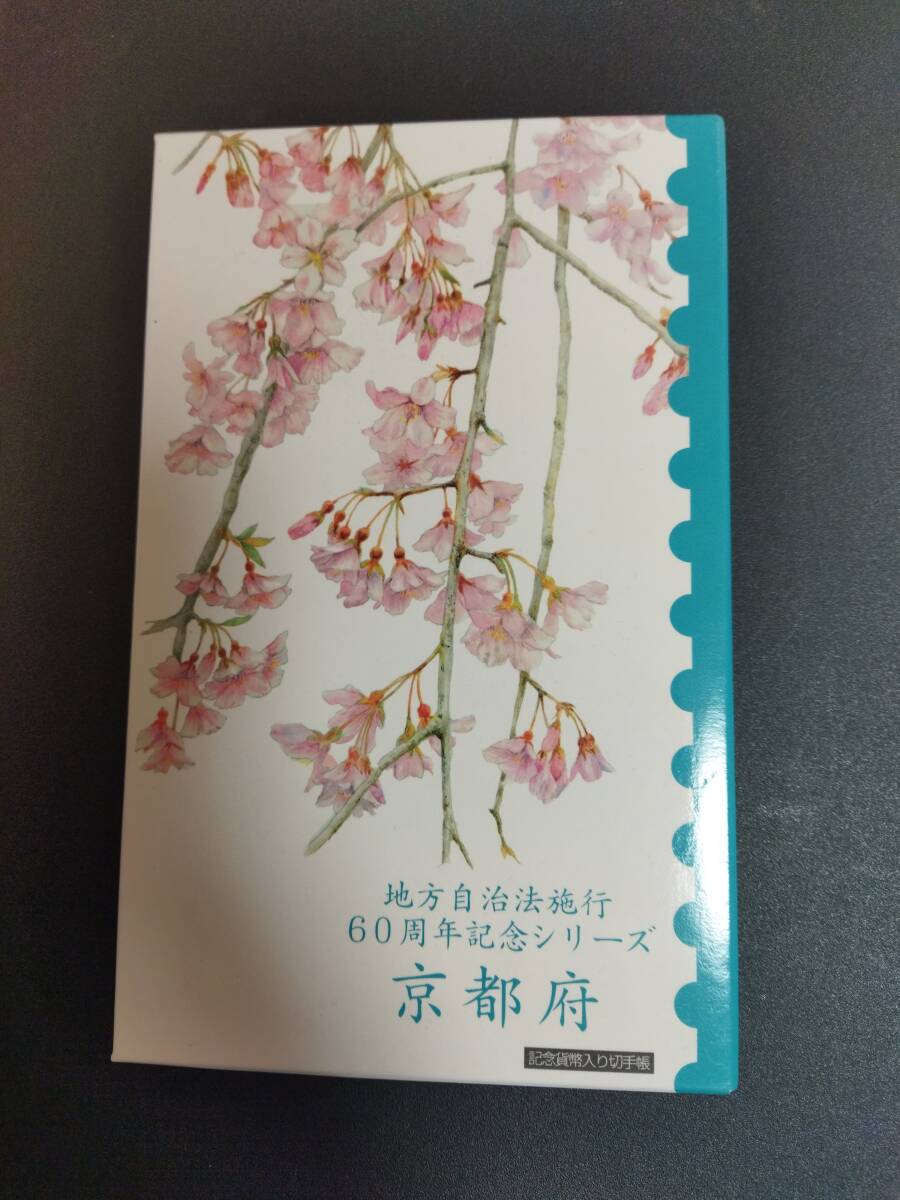 地方自治法施行
60周年記念シリーズ
京都府
記念貨幣入り切手帳